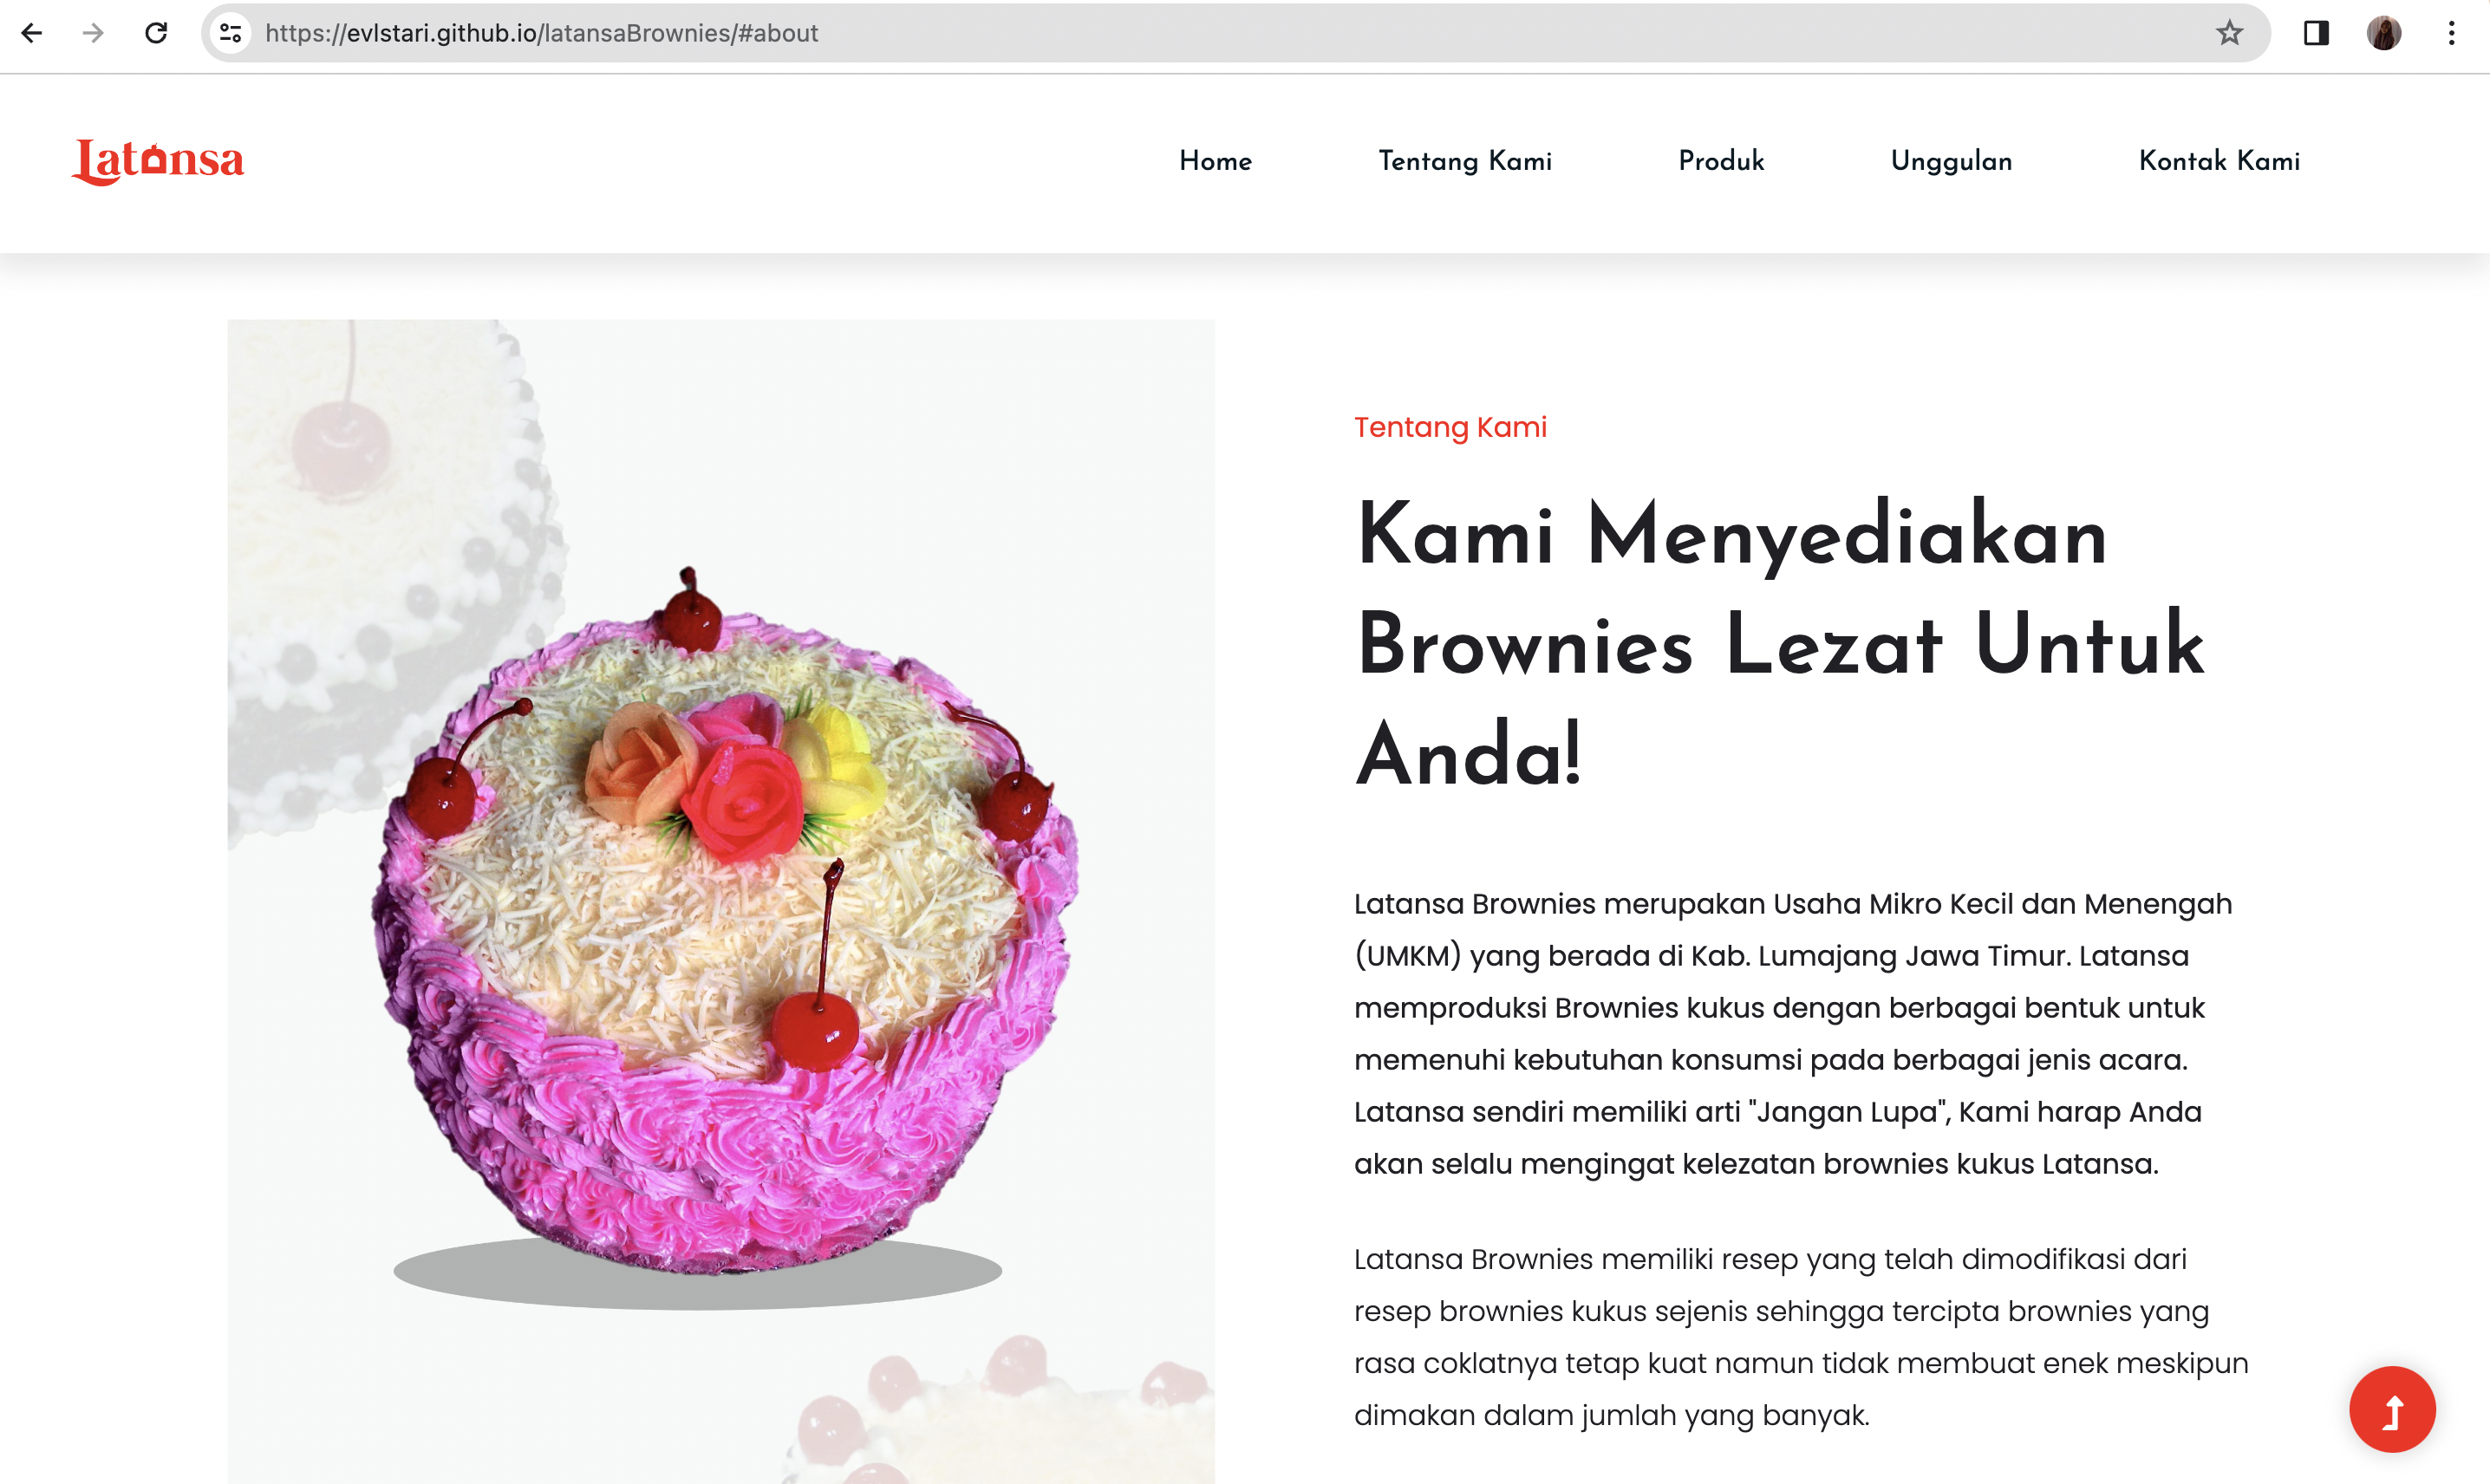 https://evlstari.github.io/latansaBrownies/#about
Latansa
Home Tentang Kami Produk Unggulan Kontak Kami
Tentang Kami
Kami Menyediakan
Brownies Lezat Untuk
Anda!
Latansa Brownies merupakan Usaha Mikro Kecil dan Menengah
(UMKM) yang berada di Kab. Lumajang Jawa Timur. Latansa
memproduksi Brownies kukus dengan berbagai bentuk untuk
memenuhi kebutuhan konsumsi pada berbagai jenis acara.
Latansa sendiri memiliki arti "Jangan Lupa", Kami harap Anda
akan selalu mengingat kelezatan brownies kukus Latansa.
Latansa Brownies memiliki resep yang telah dimodifikasi dari
resep brownies kukus sejenis sehingga tercipta brownies yang
rasa coklatnya tetap kuat namun tidak membuat enek meskipun
dimakan dalam jumlah yang banyak.